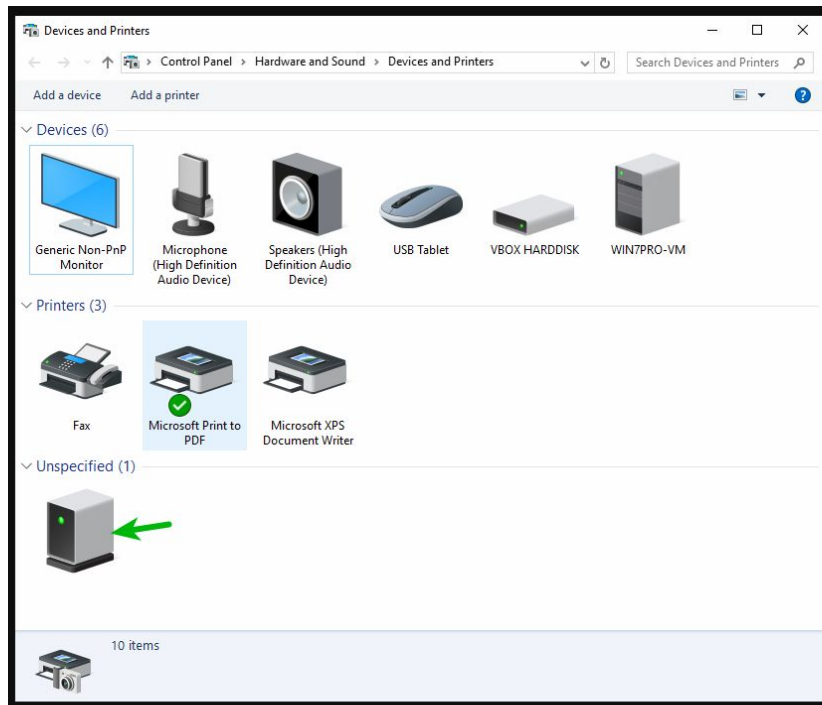 Devices and Printers
Control Panel > Hardware and Sound > Devices and Printers
Search Devices and Printers
Add a device
Add a printer
?
Devices (6)
Generic Non-PnP
Monitor
Microphone
(High Definition
Audio Device)
Speakers (High
Definition Audio
Device)
USB Tablet
VBOX HARDDISK
WIN7PRO-VM
Printers (3)
Fax
Microsoft Print to
PDF
Microsoft XPS
Document Writer
Unspecified (1)
10 items